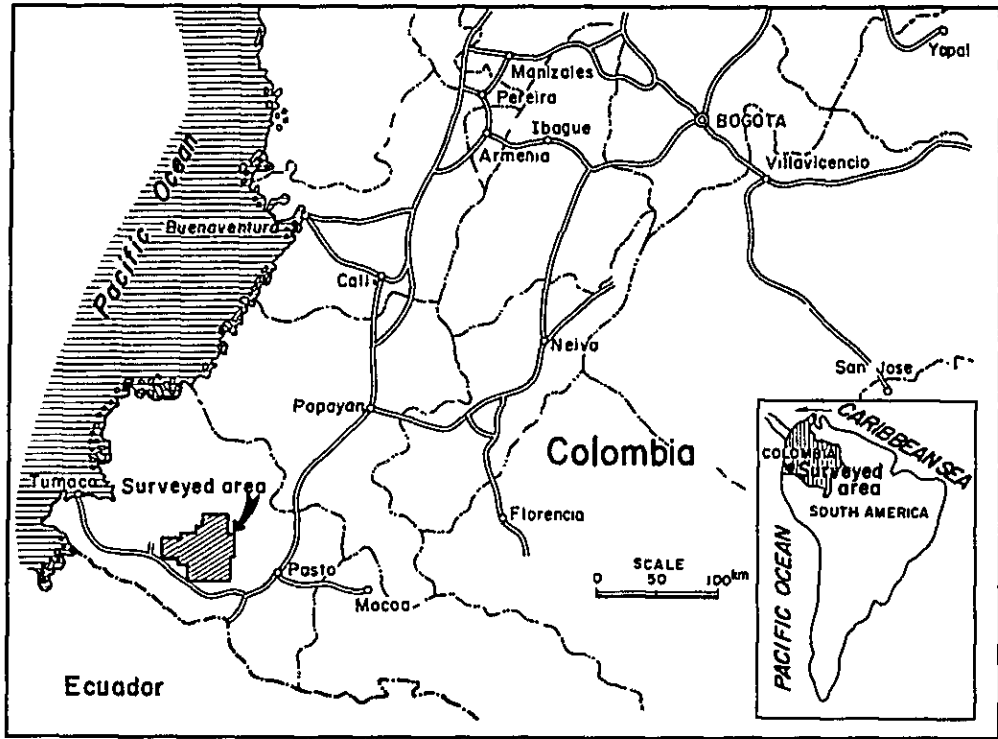 Yapal
Manizales
Pereira
Ibague
BOGOTA
Armenia
Villavicencio
Pacific Ocean
Buenaventura
Cali
Neiva
San Jose
Popayan
Colombia
Tumaco
Surveyed area
Florencia
SCALE
0 50 100km
Pasto
Mocoa
Ecuador
CARIBBEAN SEA
COLOMBIA
Surveyed
area
SOUTH AMERICA
PACIFIC OCEAN